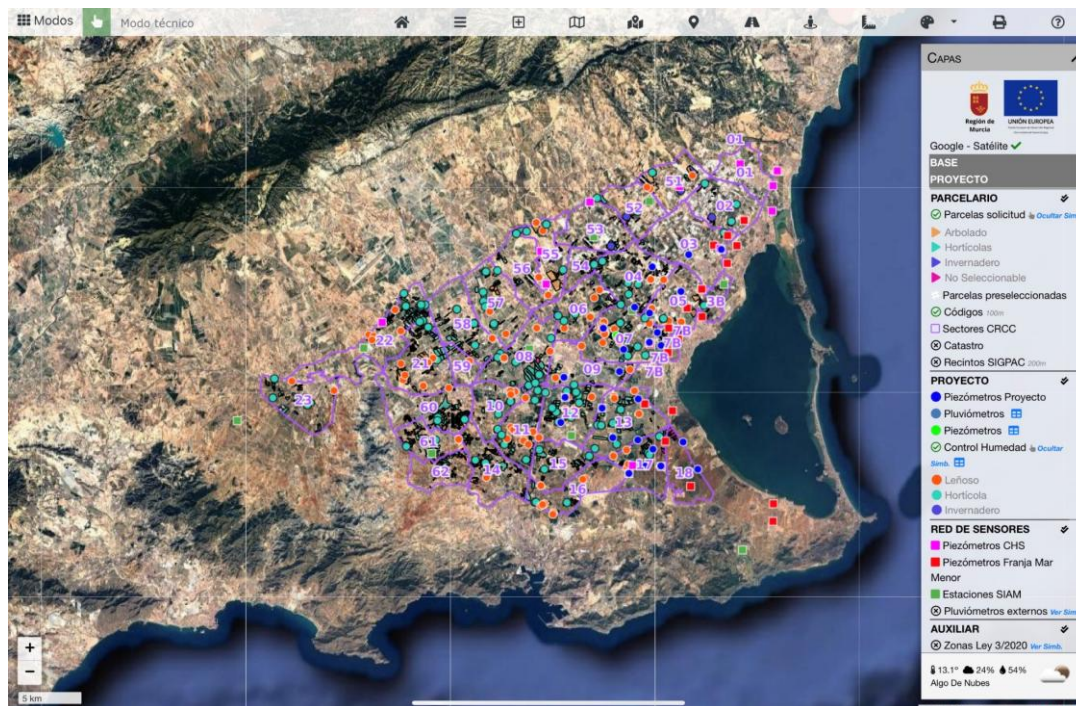 Modos
Modo técnico
CAPAS
Región de Murcia
UNIÓN EUROPEA
Google - Satélite
BASE
PROYECTO
PARCELARIO
Parcelas solicitud Ocultar Sim
Arbolado
Hortícolas
Invernadero
No Seleccionable
Parcelas preseleccionadas
Códigos 100m
Sectores CRCC
Catastro
Recintos SIGPAC 200m
PROYECTO
Piezómetros Proyecto
Pluviómetros
Piezómetros
Control Humedad Ocultar
Simb.
Leñoso
Hortícola
Invernadero
RED DE SENSORES
Piezómetros CHS
Piezómetros Franja Mar
Menor
Estaciones SIAM
Pluviómetros externos Ver Sim
AUXILIAR
Zonas Ley 3/2020 Ver Simb.
13.1° 24% 54%
Algo De Nubes
01
01
51
02
52
53
03
55
54
56
04
57
05
3B
06
58
07
7B
7B
7B
7B
22
08
21
59
09
23
10
60
12
13
11
61
62
14
15
17
18
16
+
−
5 km